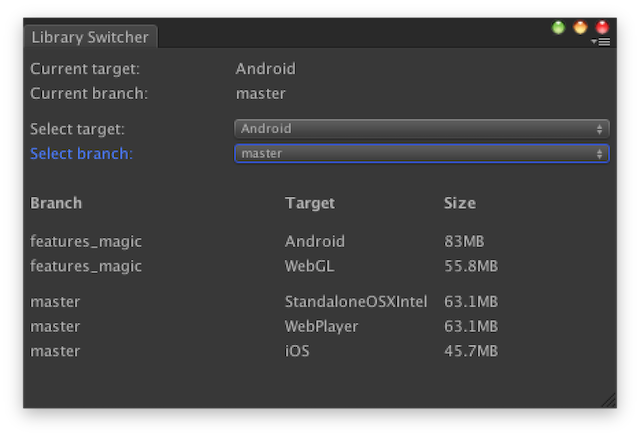 Library Switcher
Current target: Android
Current branch: master
Select target: Android
Select branch: master
Branch Target Size
features_magic Android 83MB
features_magic WebGL 55.8MB
master StandaloneOSXIntel 63.1MB
master WebPlayer 63.1MB
master iOS 45.7MB